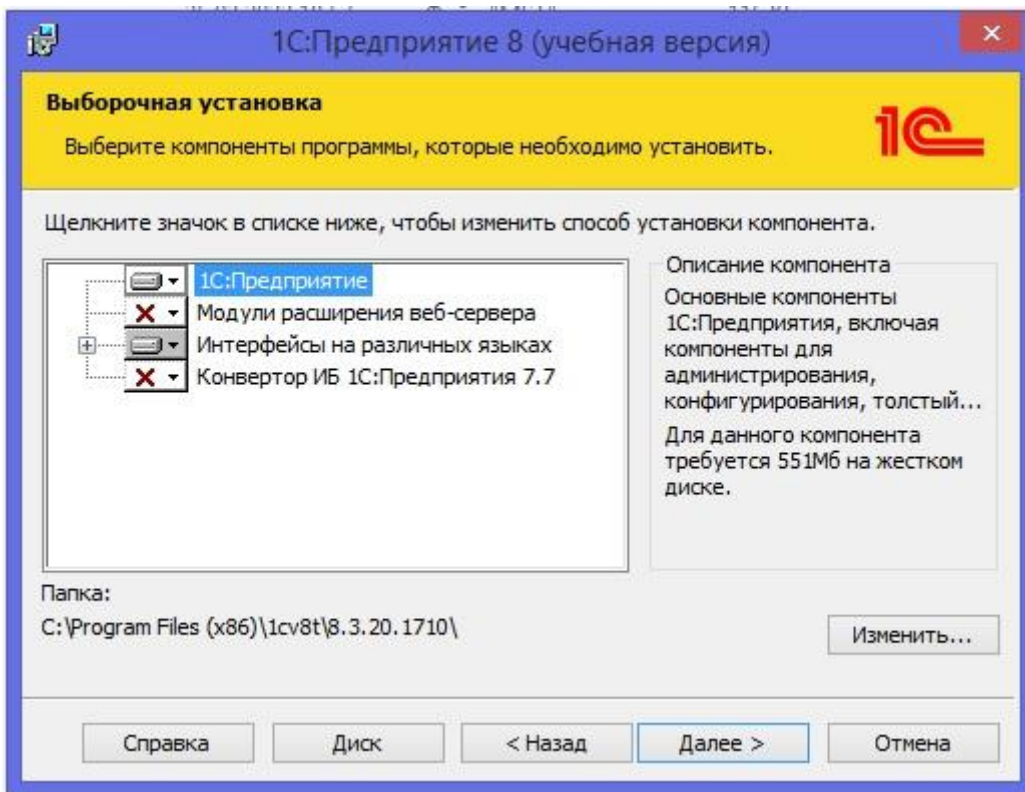 1С:Предприятие 8 (учебная версия)
Выборочная установка
Выберите компоненты программы, которые необходимо установить.
1С
Щелкните значок в списке ниже, чтобы изменить способ установки компонента.
1С:Предприятие
Модули расширения веб-сервера
Интерфейсы на различных языках
Конвертор ИБ 1С:Предприятия 7.7
Описание компонента
Основные компоненты
1С:Предприятия, включая
компоненты для
администрирования,
конфигурирования, толстый...
Для данного компонента
требуется 551Мб на жестком
диске.
Папка:
C:\Program Files (x86)\1cv8t\8.3.20.1710\
Изменить...
Справка
Диск
< Назад
Далее >
Отмена